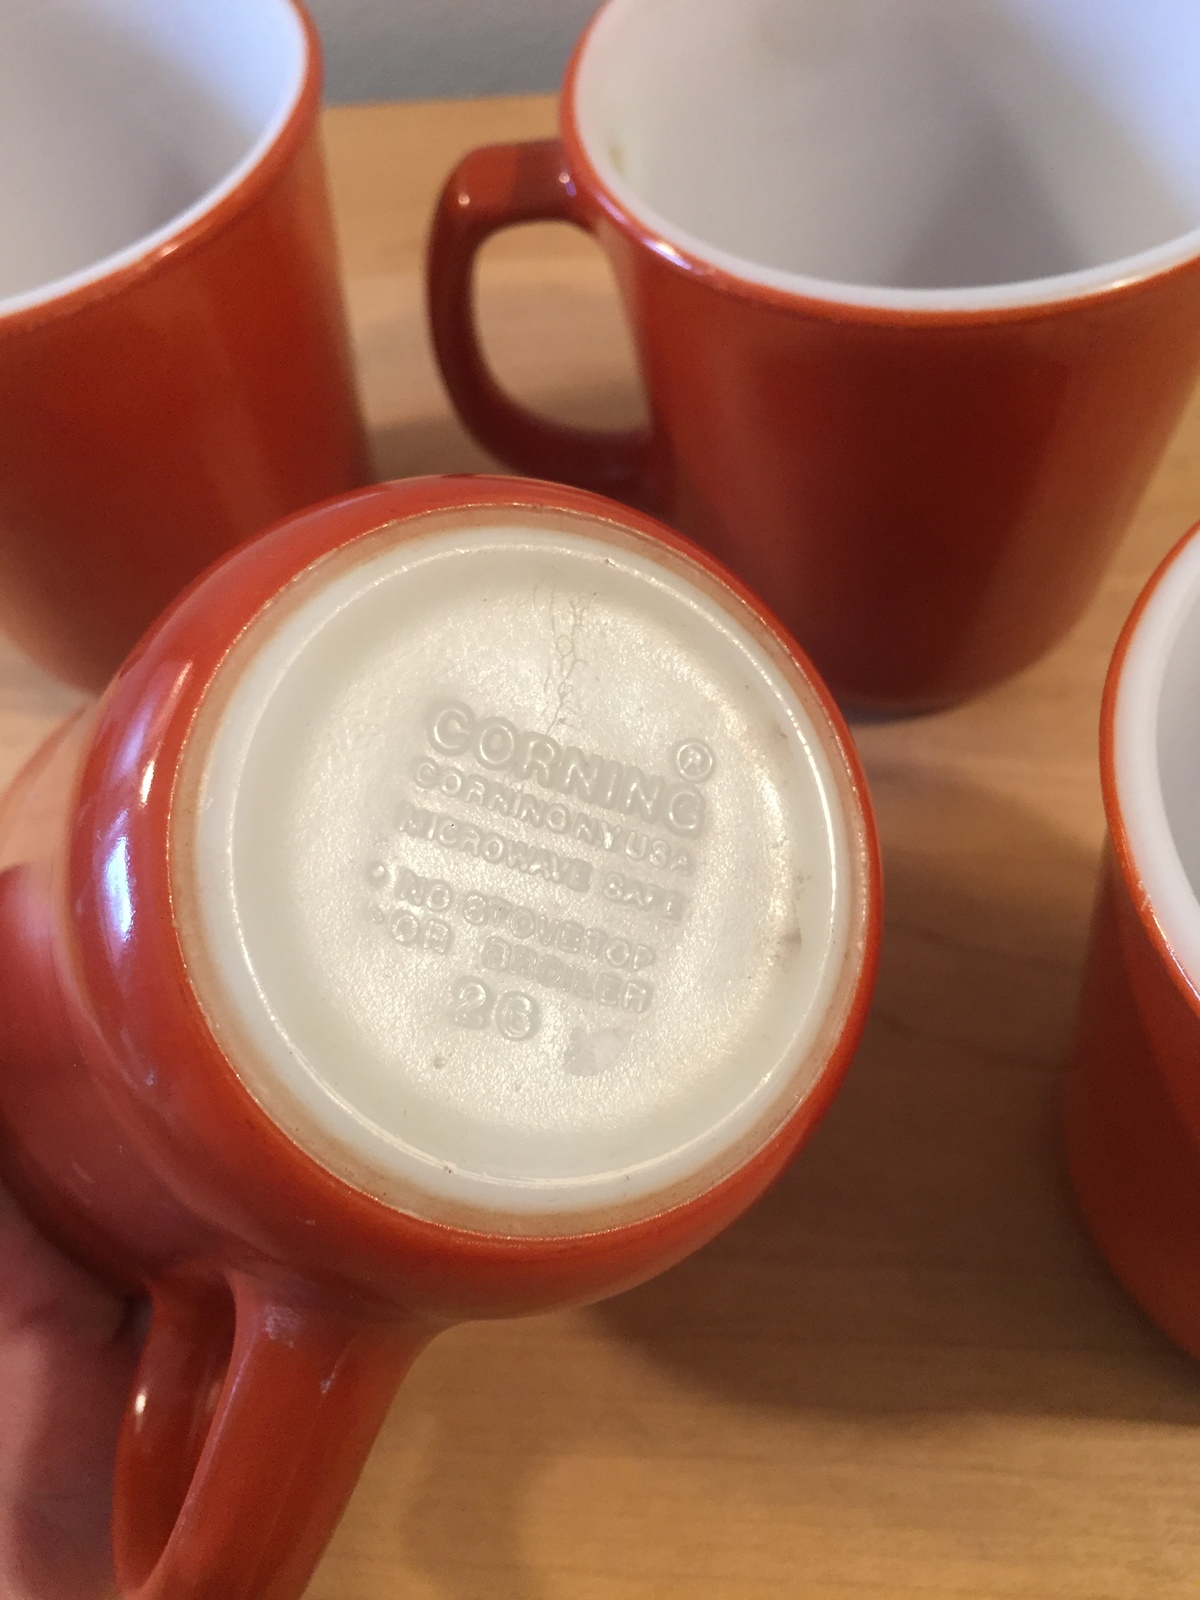 CORNING ®
CORNING NY USA
MICROWAVE SAFE
• NO STOVETOP
• OR BROILER
26